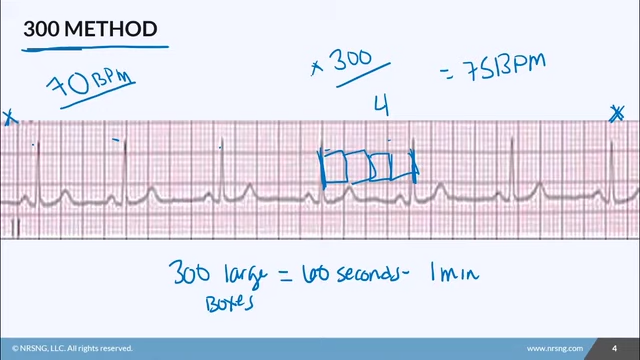 300 METHOD
70 BPM
* 300
4
= 75 BPM
II
300 large = 60 seconds - 1 min
Boxes
© NRSNG, LLC. All rights reserved.
www.nrsng.com
4